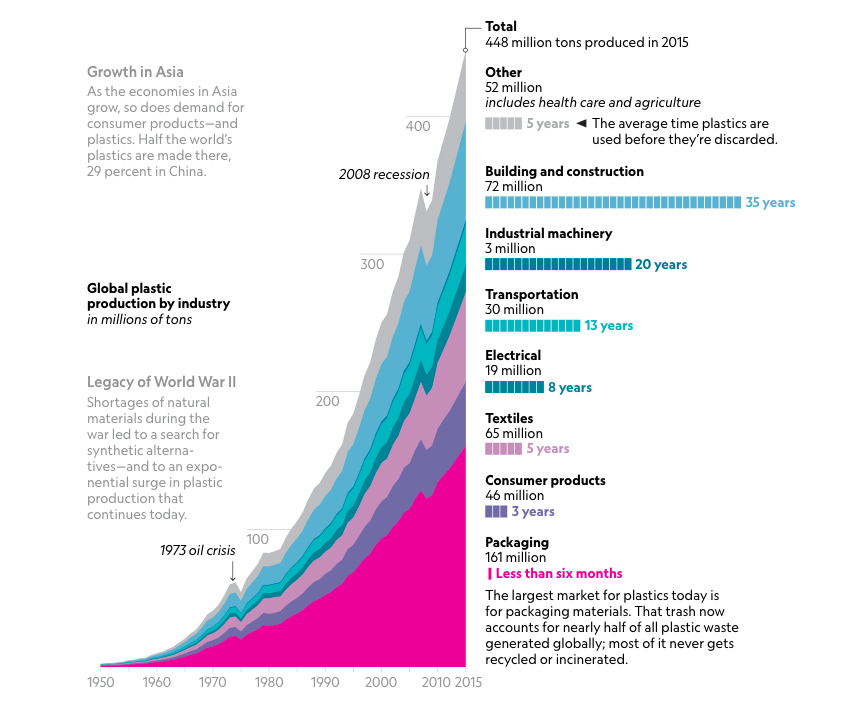 Total
448 million tons produced in 2015
Growth in Asia
As the economies in Asia
grow, so does demand for
consumer products—and
plastics. Half the world's
plastics are made there,
29 percent in China.
Other
52 million
includes health care and agriculture
5 years ◄ The average time plastics are
used before they're discarded.
400
2008 recession
Building and construction
72 million
35 years
Industrial machinery
3 million
20 years
300
Global plastic
production by industry
in millions of tons
Transportation
30 million
13 years
Electrical
19 million
8 years
Legacy of World War II
Shortages of natural
materials during the
war led to a search for
synthetic alterna-
tives—and to an expo-
nential surge in plastic
production that
continues today.
200
Textiles
65 million
5 years
Consumer products
46 million
3 years
100
1973 oil crisis
Packaging
161 million
Less than six months
The largest market for plastics today is
for packaging materials. That trash now
accounts for nearly half of all plastic waste
generated globally; most of it never gets
recycled or incinerated.
1950 1960 1970 1980 1990 2000 2010 2015